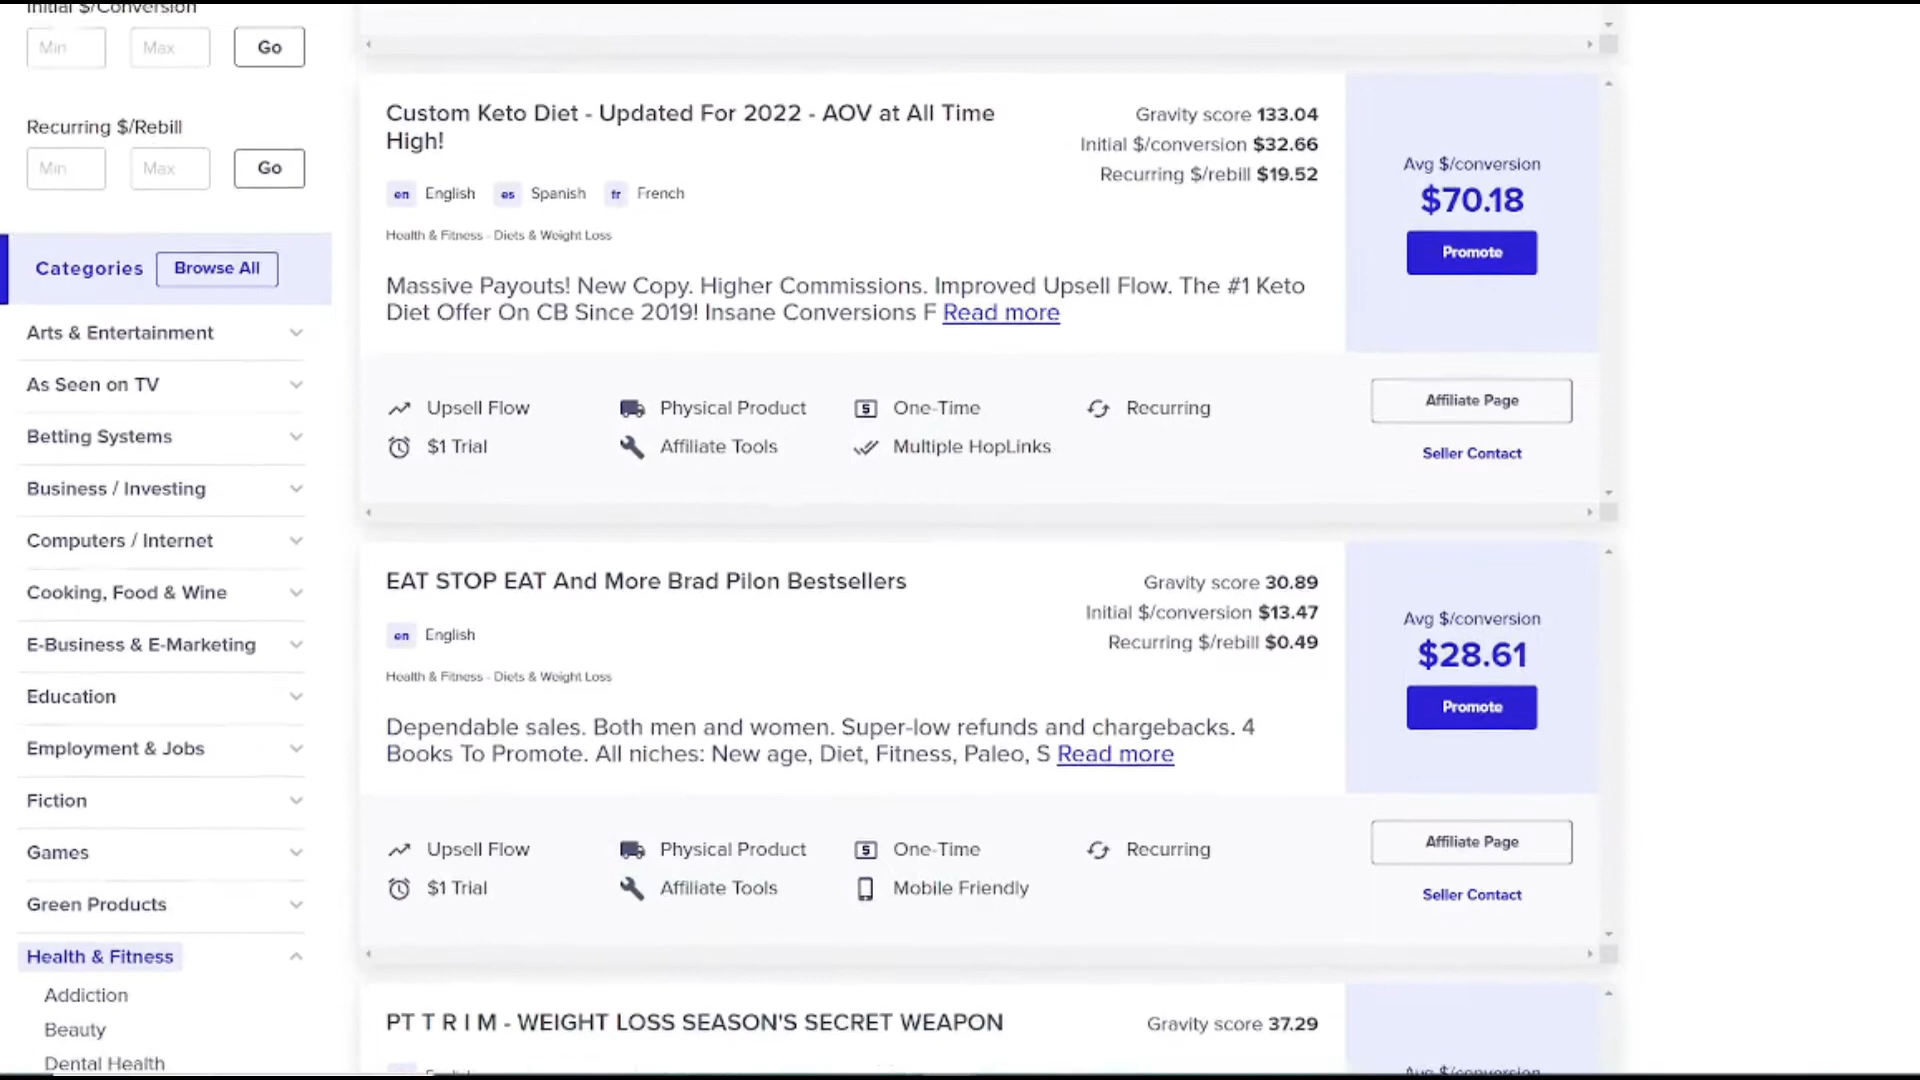 Initial $/Conversion
Min
Max
Go
Recurring $/Rebill
Min
Max
Go
Categories
Browse All
Arts & Entertainment
As Seen on TV
Betting Systems
Business / Investing
Computers / Internet
Cooking, Food & Wine
E-Business & E-Marketing
Education
Employment & Jobs
Fiction
Games
Green Products
Health & Fitness
Addiction
Beauty
Dental Health
Custom Keto Diet - Updated For 2022 - AOV at All Time
High!
en English es Spanish fr French
Health & Fitness - Diets & Weight Loss
Gravity score 133.04
Initial $/conversion $32.66
Recurring $/rebill $19.52
Massive Payouts! New Copy. Higher Commissions. Improved Upsell Flow. The #1 Keto
Diet Offer On CB Since 2019! Insane Conversions F Read more
Avg $/conversion
$70.18
Promote
Upsell Flow
Physical Product
One-Time
Recurring
$1 Trial
Affiliate Tools
Multiple HopLinks
Affiliate Page
Seller Contact
EAT STOP EAT And More Brad Pilon Bestsellers
en English
Health & Fitness - Diets & Weight Loss
Gravity score 30.89
Initial $/conversion $13.47
Recurring $/rebill $0.49
Dependable sales. Both men and women. Super-low refunds and chargebacks. 4
Books To Promote. All niches: New age, Diet, Fitness, Paleo, S Read more
Avg $/conversion
$28.61
Promote
Upsell Flow
Physical Product
One-Time
Recurring
$1 Trial
Affiliate Tools
Mobile Friendly
Affiliate Page
Seller Contact
PT T R I M - WEIGHT LOSS SEASON'S SECRET WEAPON
Gravity score 37.29
Avg $/conversion